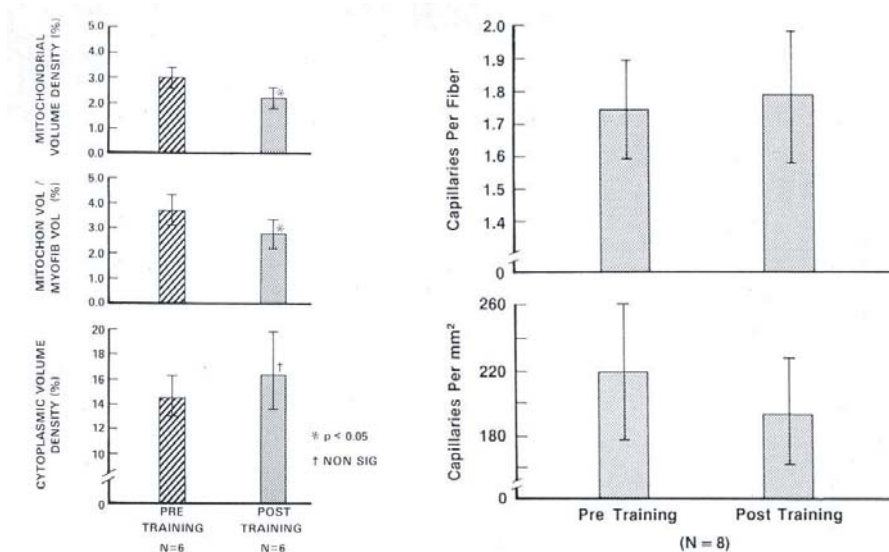 MITOCHONDRIAL
VOLUME DENSITY (%)
5.0
4.0
3.0
2.0
1.0
0.0
*
MITOCHON VOL /
MYOFIB VOL (%)
5.0
4.0
3.0
2.0
1.0
0.0
*
CYTOPLASMIC VOLUME
DENSITY (%)
20
18
16
14
12
10
0
†
* p < 0.05
† NON SIG
PRE
TRAINING
N=6
POST
TRAINING
N=6
Capillaries Per Fiber
2.0
1.9
1.8
1.7
1.6
1.5
1.4
0
Capillaries Per mm²
260
220
180
0
Pre Training
Post Training
(N = 8)